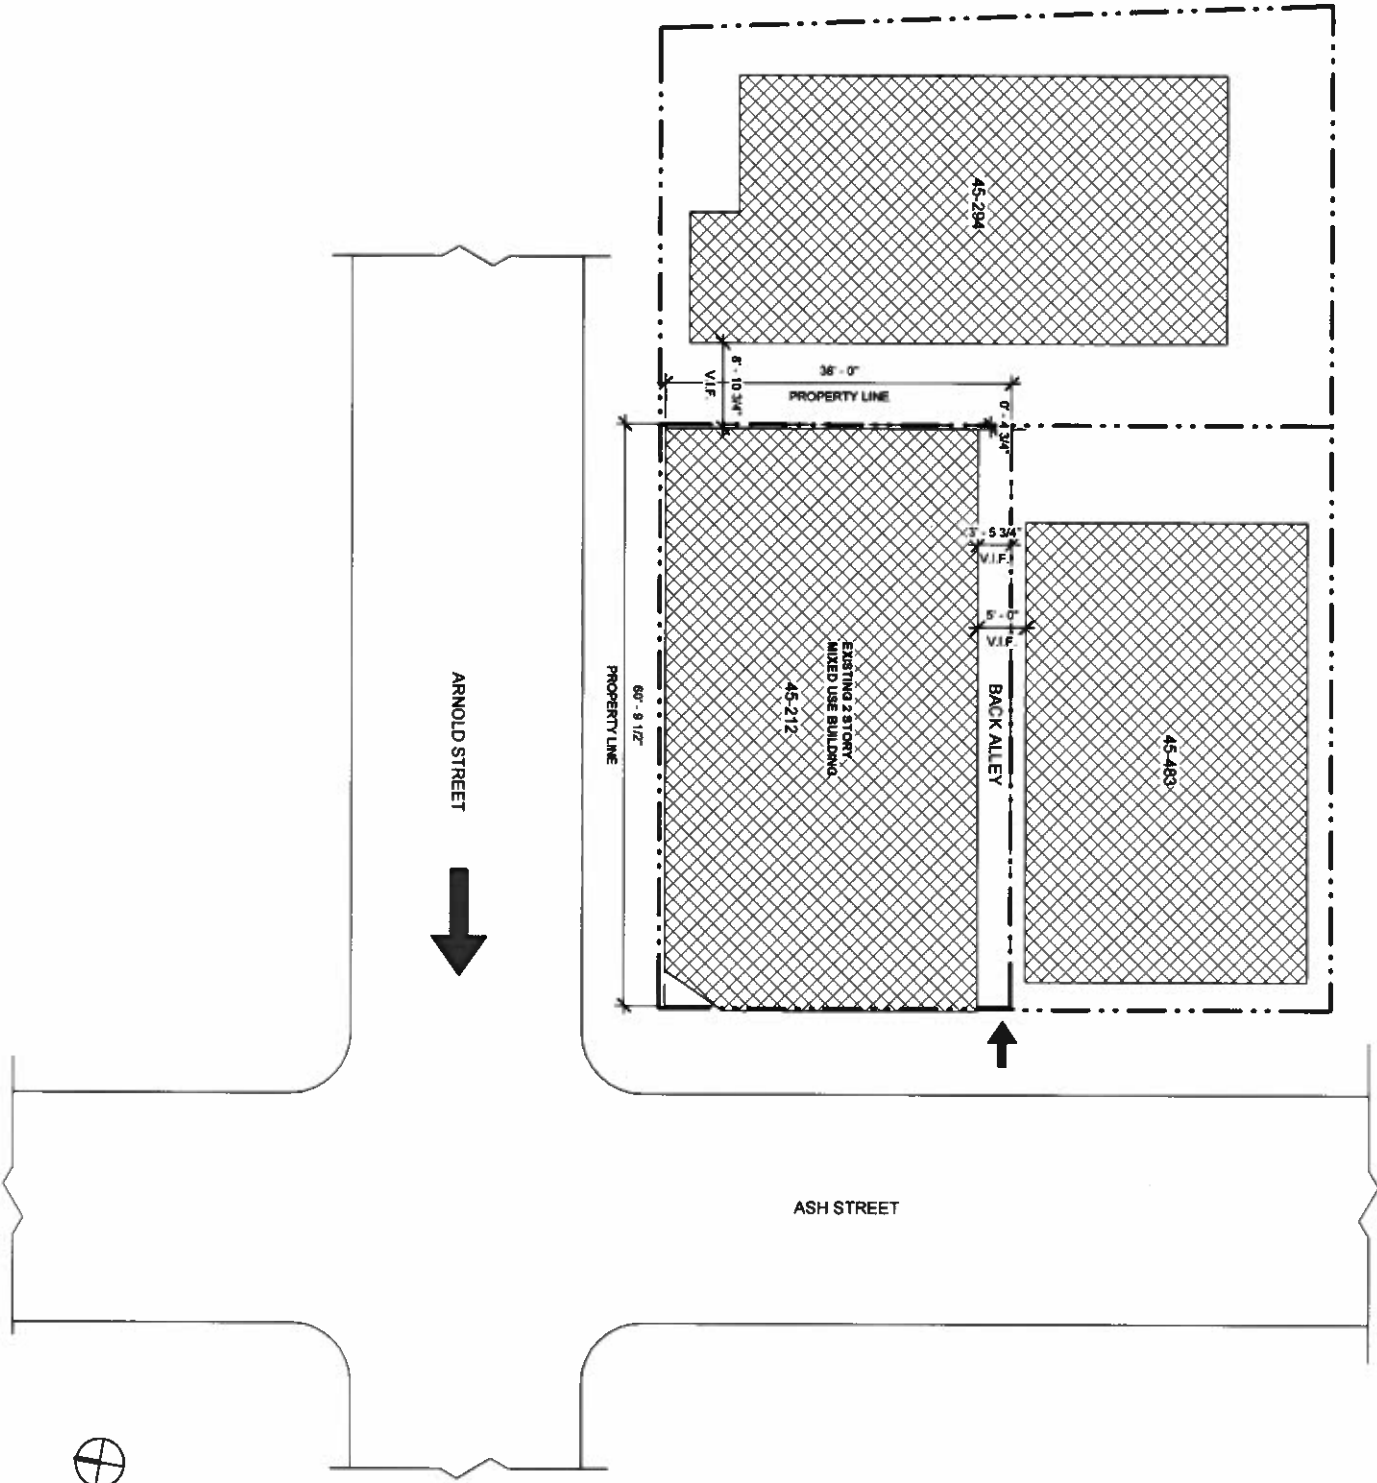 45-294
8' - 10 3/4"
V.I.F.
36' - 0"
PROPERTY LINE
0' - 4 3/4"
3' - 5 3/4"
V.I.F.
5' - 0"
V.I.F.
BACK ALLEY
45-483
EXISTING 2 STORY
MIXED USE BUILDING
45-212
60' - 9 1/2"
PROPERTY LINE
ARNOLD STREET
ASH STREET